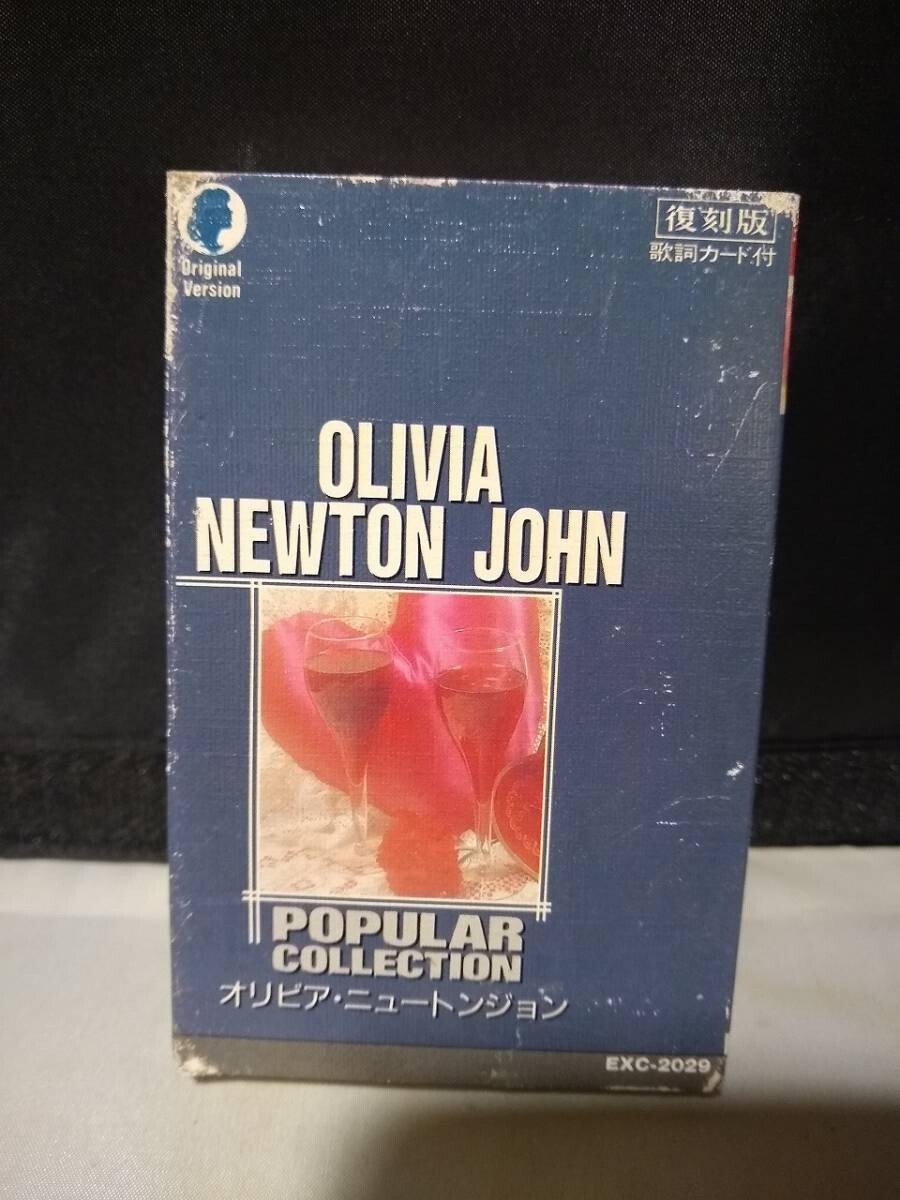 Original
Version
復刻版
歌詞カード付
OLIVIA
NEWTON JOHN
POPULAR
COLLECTION
オリビア・ニュートンジョン
EXC-2029